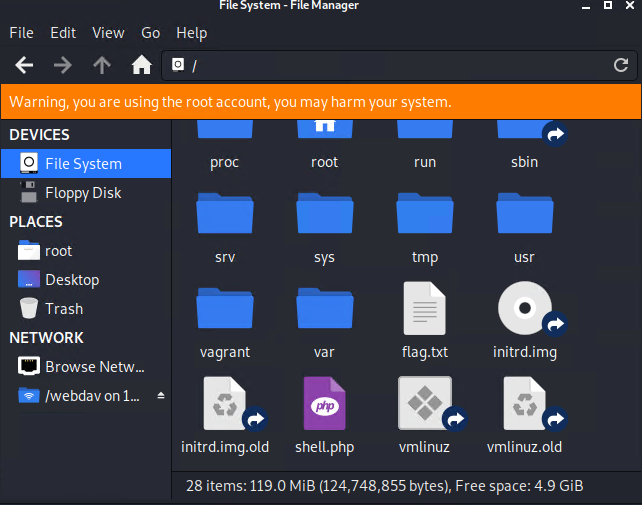 File System - File Manager
File Edit View Go Help
/
Warning, you are using the root account, you may harm your system.
DEVICES
File System
Floppy Disk
PLACES
root
Desktop
Trash
NETWORK
Browse Netw...
/webdav on 1...
proc root run sbin
srv sys tmp usr
vagrant var flag.txt initrd.img
php
initrd.img.old shell.php vmlinuz vmlinuz.old
28 items: 119.0 MiB (124,748,855 bytes), Free space: 4.9 GiB